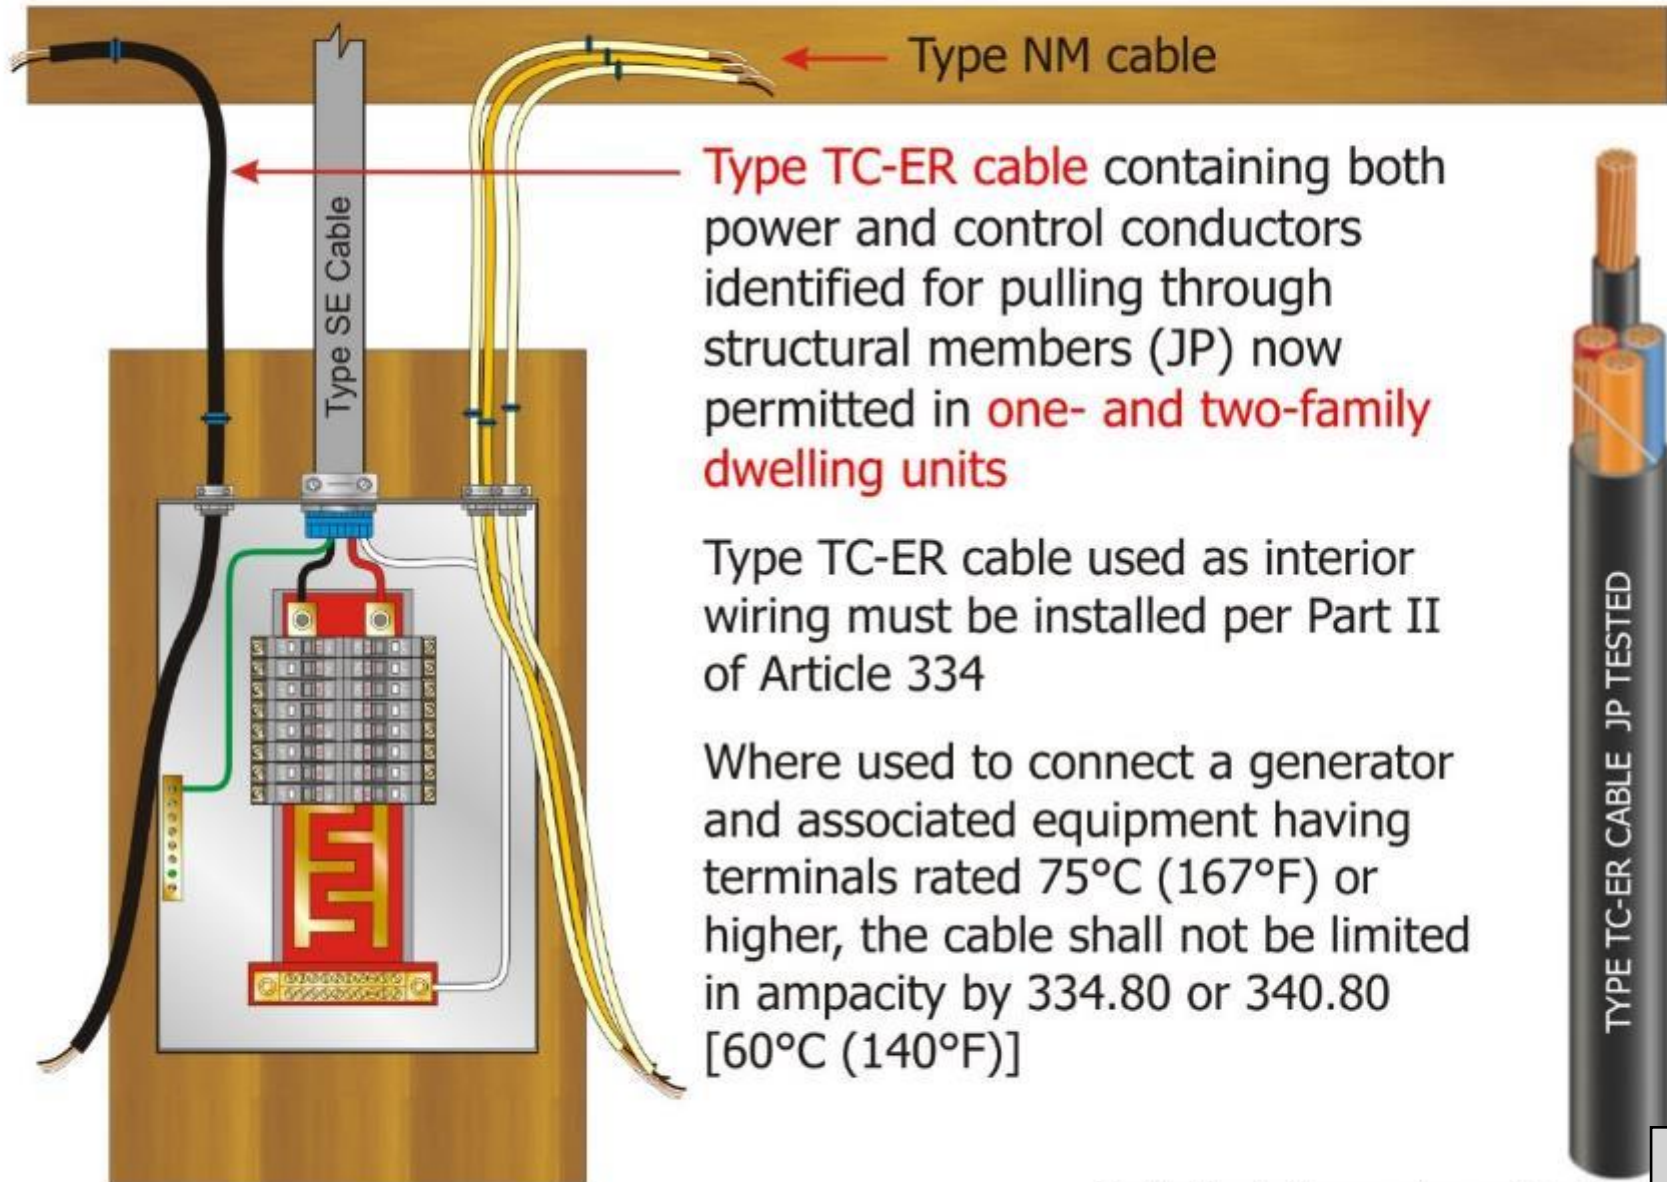 Type NM cable
Type SE Cable
Type TC-ER cable containing both
power and control conductors
identified for pulling through
structural members (JP) now
permitted in one- and two-family
dwelling units
Type TC-ER cable used as interior
wiring must be installed per Part II
of Article 334
Where used to connect a generator
and associated equipment having
terminals rated 75°C (167°F) or
higher, the cable shall not be limited
in ampacity by 334.80 or 340.80
[60°C (140°F)]
TYPE TC-ER CABLE JP TESTED